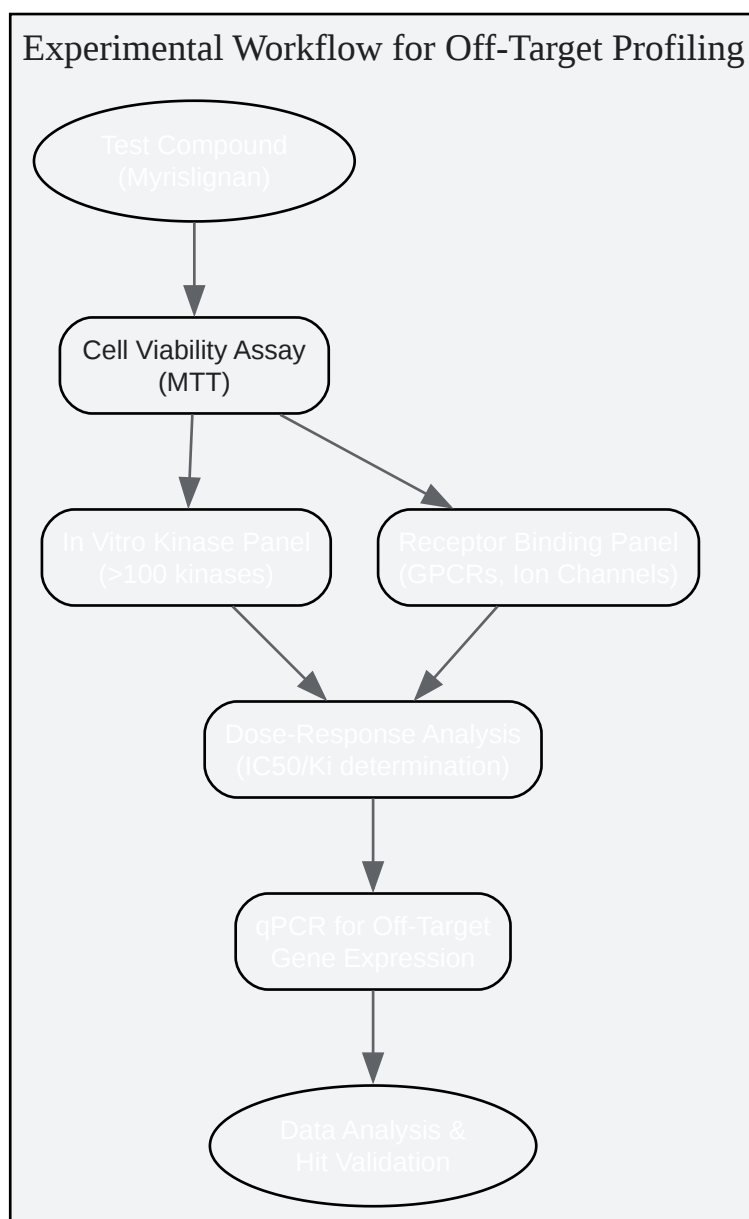 Experimental Workflow for Off-Target Profiling
Test Compound
(Myrislignan)
Cell Viability Assay
(MTT)
In Vitro Kinase Panel
(>100 kinases)
Receptor Binding Panel
(GPCRs, Ion Channels)
Dose-Response Analysis
(IC50/Ki determination)
qPCR for Off-Target
Gene Expression
Data Analysis &
Hit Validation